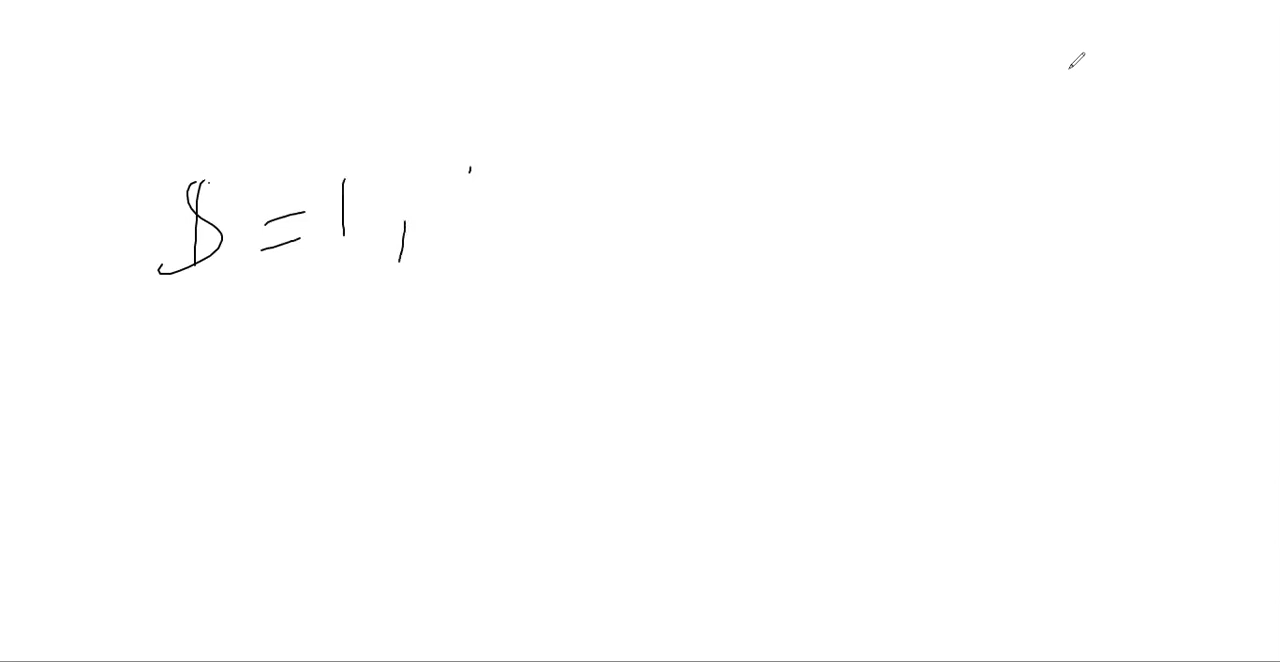 $ = 1,